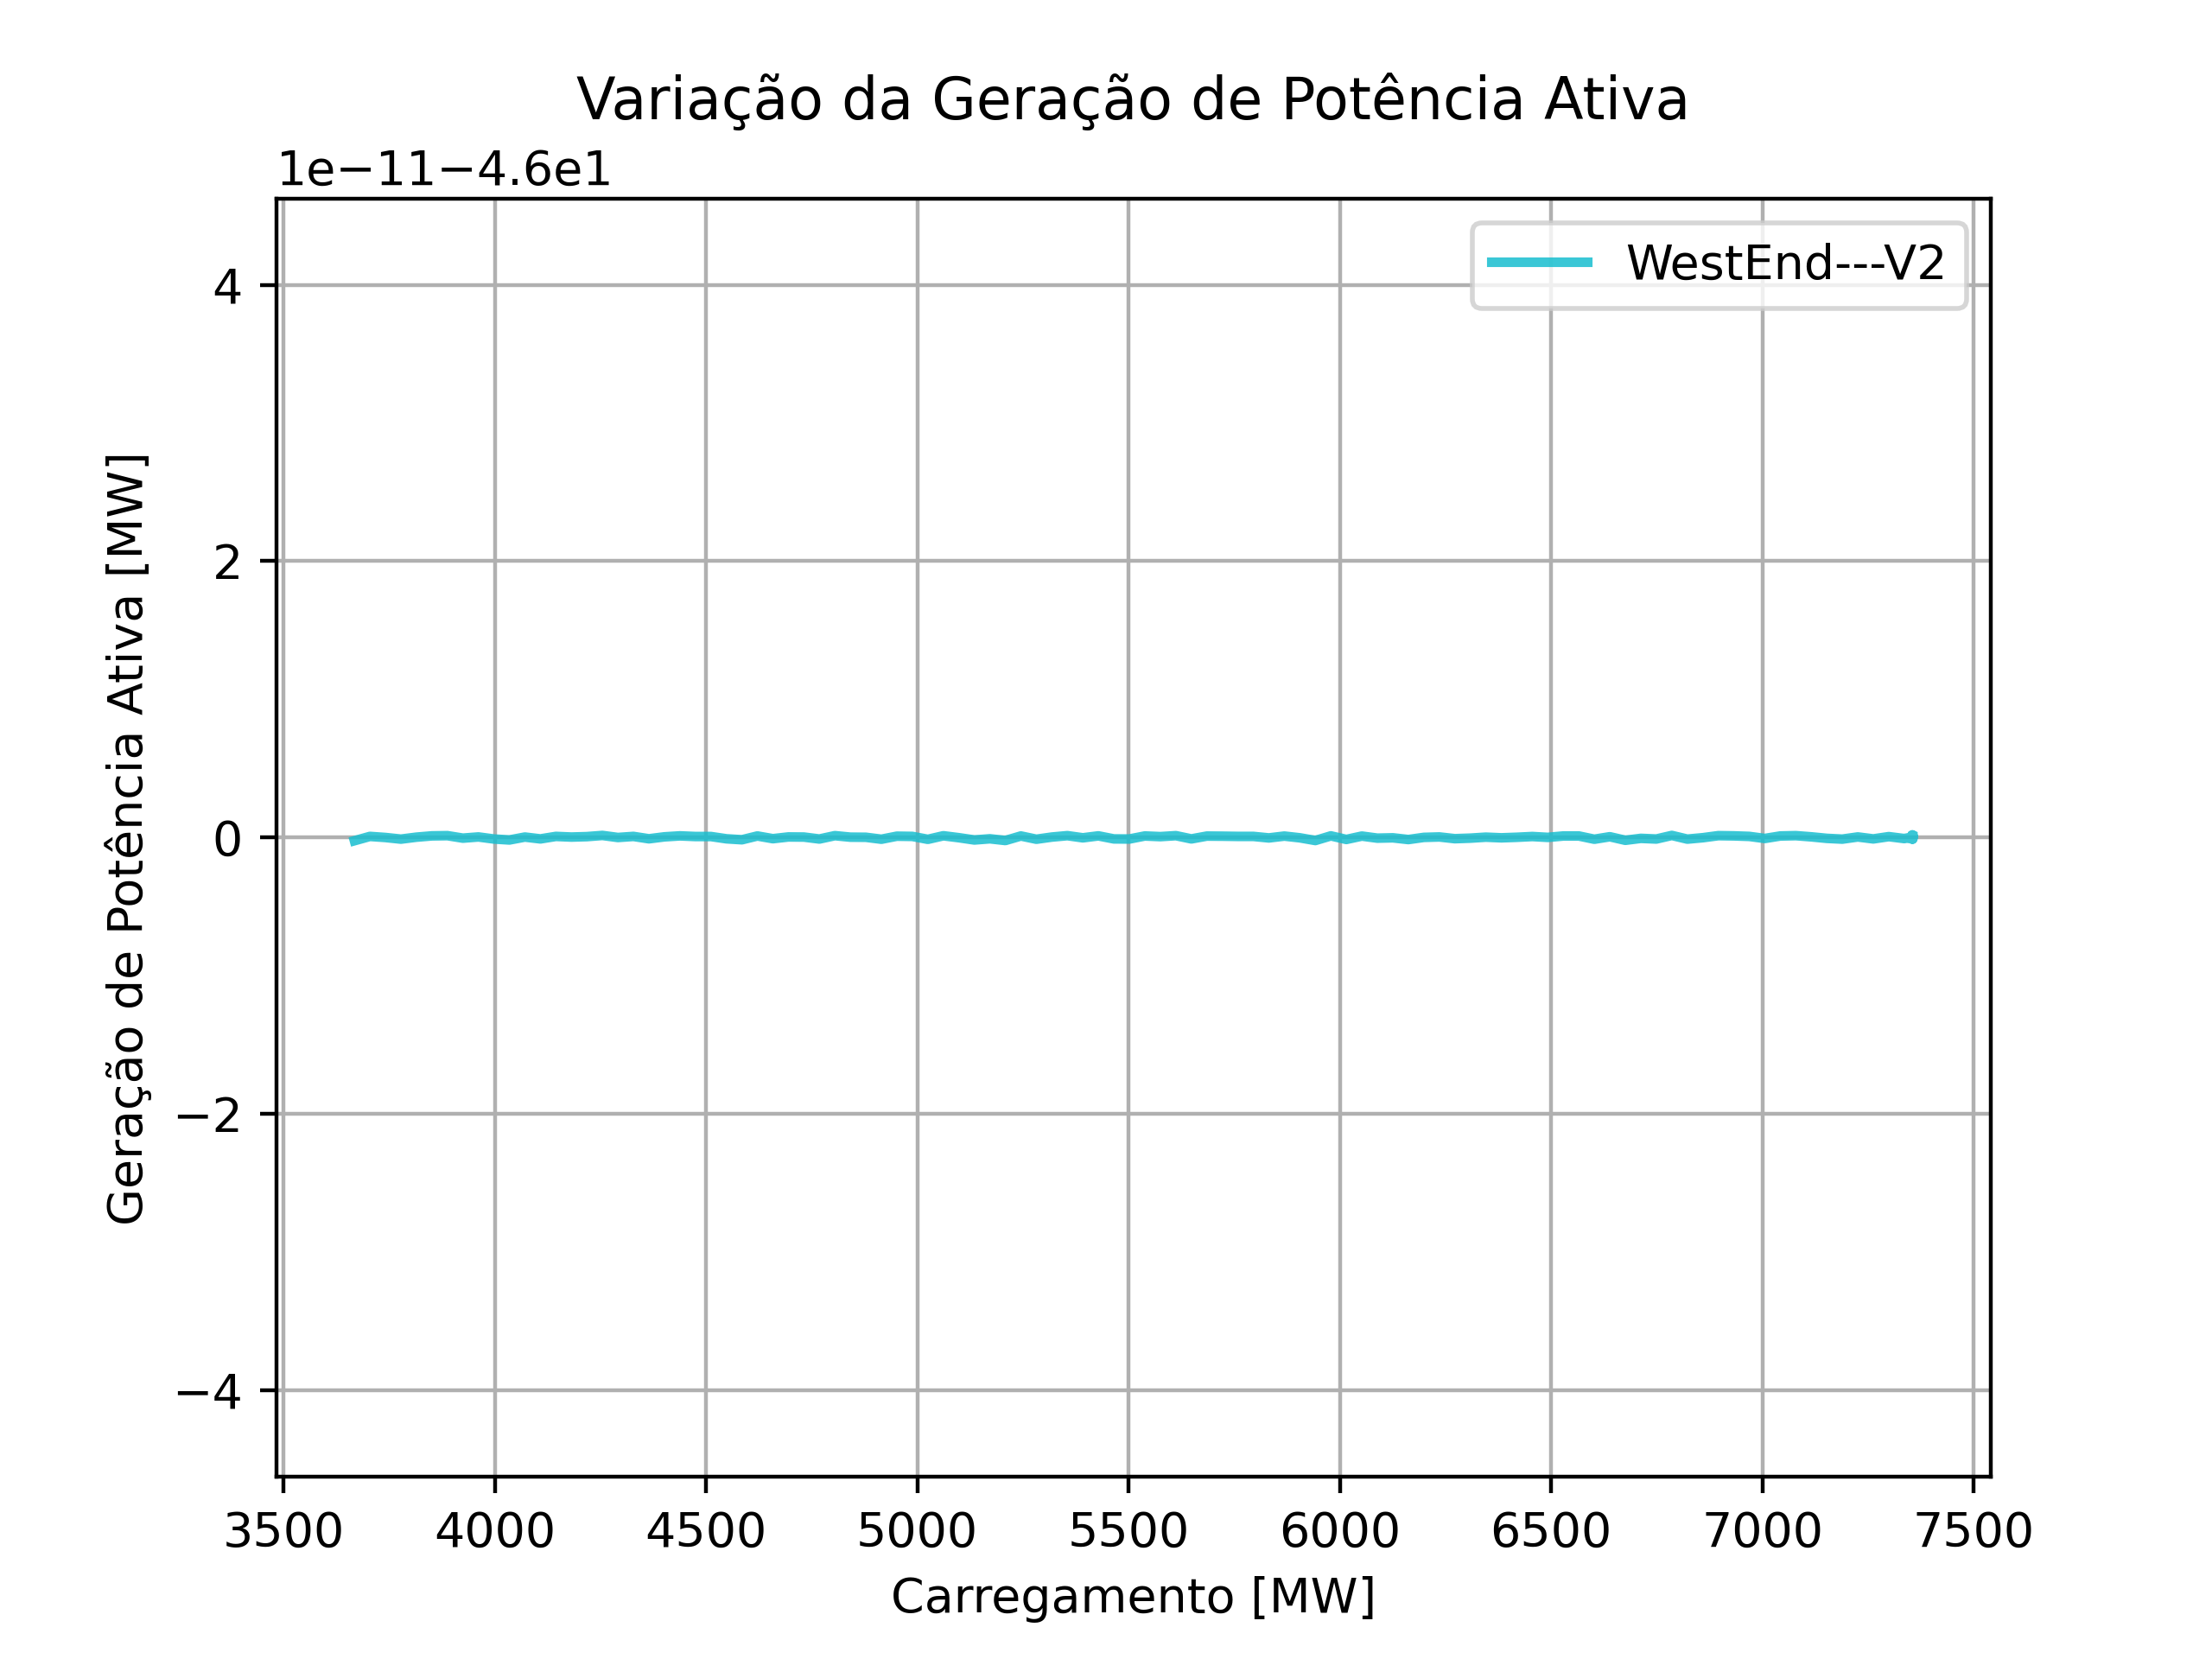 Variação da Geração de Potência Ativa
1e−11−4.6e1
WestEnd---V2
Geração de Potência Ativa [MW]
4
2
0
−2
−4
3500 4000 4500 5000 5500 6000 6500 7000 7500
Carregamento [MW]